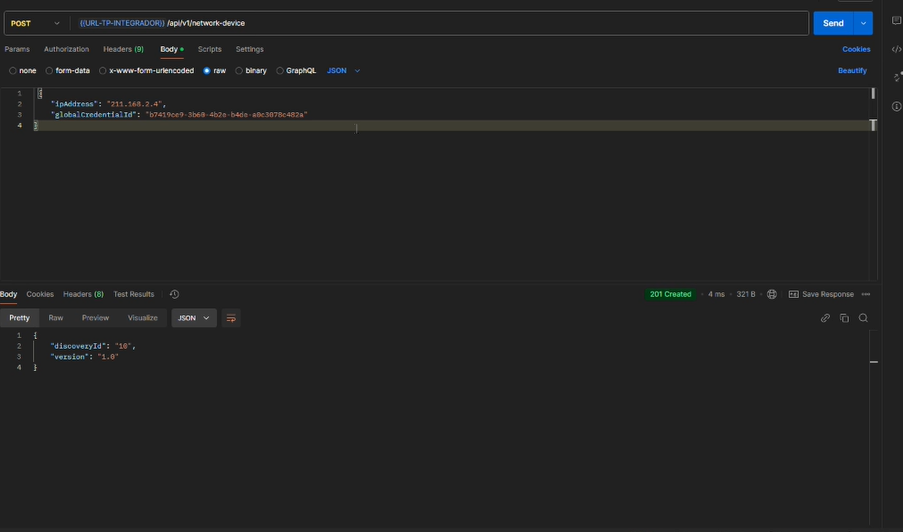 POST {{URL-TP-INTEGRADOR}} /api/v1/network-device Send
Params Authorization Headers (9) Body Scripts Settings Cookies
none form-data x-www-form-urlencoded raw binary GraphQL JSON Beautify
1 {
2 "ipAddress": "211.168.2.4",
3 "globalCredentialId": "b7419ce9-3b60-4b2e-b4de-a0c3078c482a"
4 }
Body Cookies Headers (8) Test Results 201 Created 4 ms 321 B Save Response
Pretty Raw Preview Visualize JSON
1 {
2 "discoveryId": "10",
3 "version": "1.0"
4 }